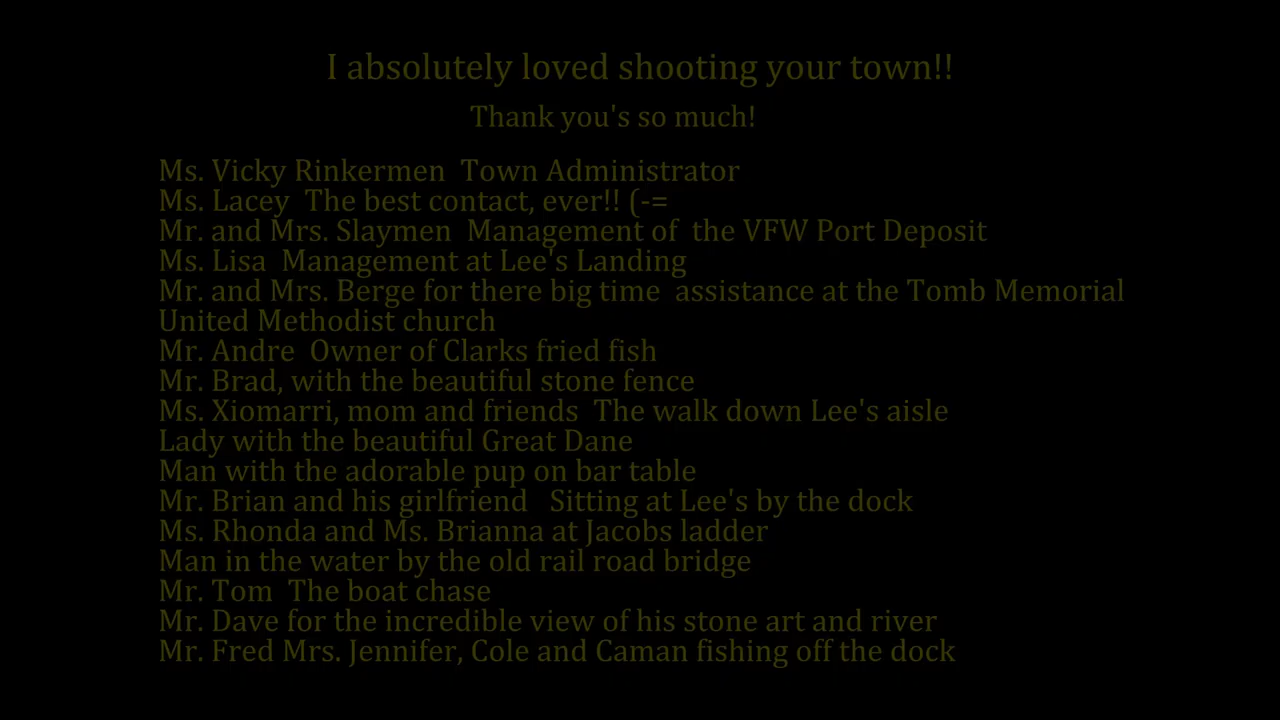 I absolutely loved shooting your town!!
Thank you's so much!
Ms. Vicky Rinkermen  Town Administrator
Ms. Lacey  The best contact, ever!! (-=
Mr. and Mrs. Slaymen  Management of  the VFW Port Deposit
Ms. Lisa  Management at Lee's Landing
Mr. and Mrs. Berge for there big time  assistance at the Tomb Memorial
United Methodist church
Mr. Andre  Owner of Clarks fried fish
Mr. Brad, with the beautiful stone fence
Ms. Xiomarri, mom and friends  The walk down Lee's aisle
Lady with the beautiful Great Dane
Man with the adorable pup on bar table
Mr. Brian and his girlfriend   Sitting at Lee's by the dock
Ms. Rhonda and Ms. Brianna at Jacobs ladder
Man in the water by the old rail road bridge
Mr. Tom  The boat chase
Mr. Dave for the incredible view of his stone art and river
Mr. Fred Mrs. Jennifer, Cole and Caman fishing off the dock